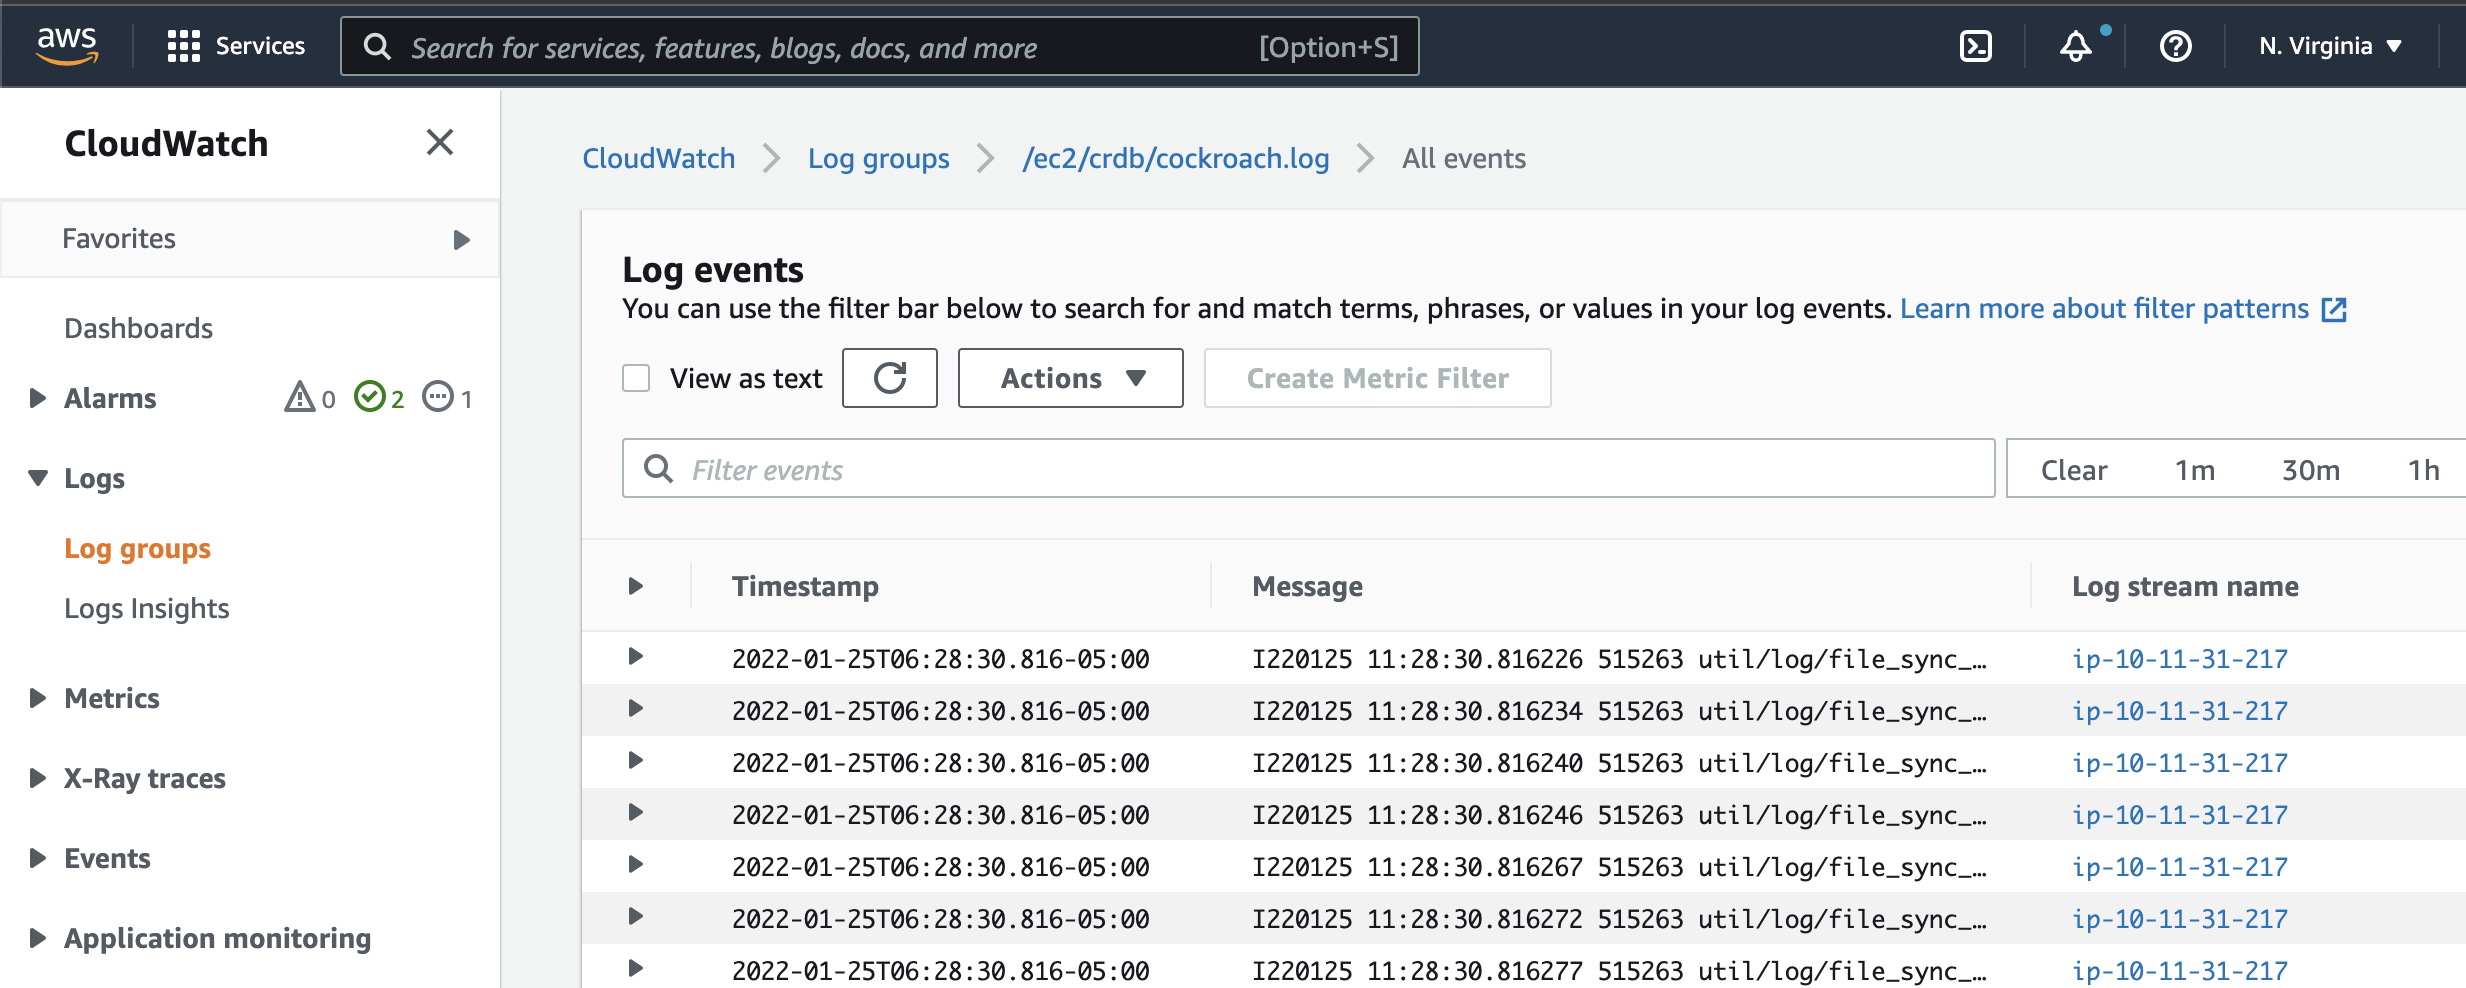 aws
Services
Search for services, features, blogs, docs, and more
[Option+S]
N. Virginia
CloudWatch
Favorites
Dashboards
Alarms 0 2 1
Logs
Log groups
Logs Insights
Metrics
X-Ray traces
Events
Application monitoring
CloudWatch Log groups /ec2/crdb/cockroach.log All events
Log events
You can use the filter bar below to search for and match terms, phrases, or values in your log events. Learn more about filter patterns
View as text Actions Create Metric Filter
Filter events Clear 1m 30m 1h
Timestamp Message Log stream name
2022-01-25T06:28:30.816-05:00 I220125 11:28:30.816226 515263 util/log/file_sync_… ip-10-11-31-217
2022-01-25T06:28:30.816-05:00 I220125 11:28:30.816234 515263 util/log/file_sync_… ip-10-11-31-217
2022-01-25T06:28:30.816-05:00 I220125 11:28:30.816240 515263 util/log/file_sync_… ip-10-11-31-217
2022-01-25T06:28:30.816-05:00 I220125 11:28:30.816246 515263 util/log/file_sync_… ip-10-11-31-217
2022-01-25T06:28:30.816-05:00 I220125 11:28:30.816267 515263 util/log/file_sync_… ip-10-11-31-217
2022-01-25T06:28:30.816-05:00 I220125 11:28:30.816272 515263 util/log/file_sync_… ip-10-11-31-217
2022-01-25T06:28:30.816-05:00 I220125 11:28:30.816277 515263 util/log/file_sync_… ip-10-11-31-217